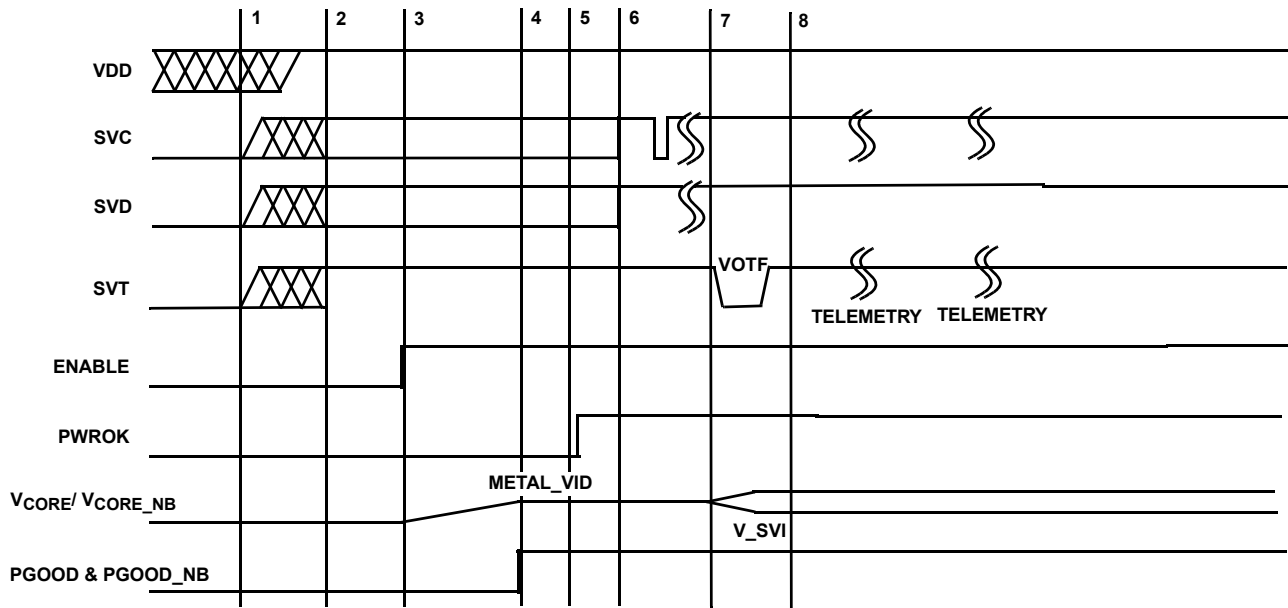 1 2 3 4 5 6 7 8
VDD
SVC
SVD
VOTF
SVT
TELEMETRY TELEMETRY
ENABLE
PWROK
METAL_VID
VCORE/ VCORE_NB
V_SVI
PGOOD & PGOOD_NB